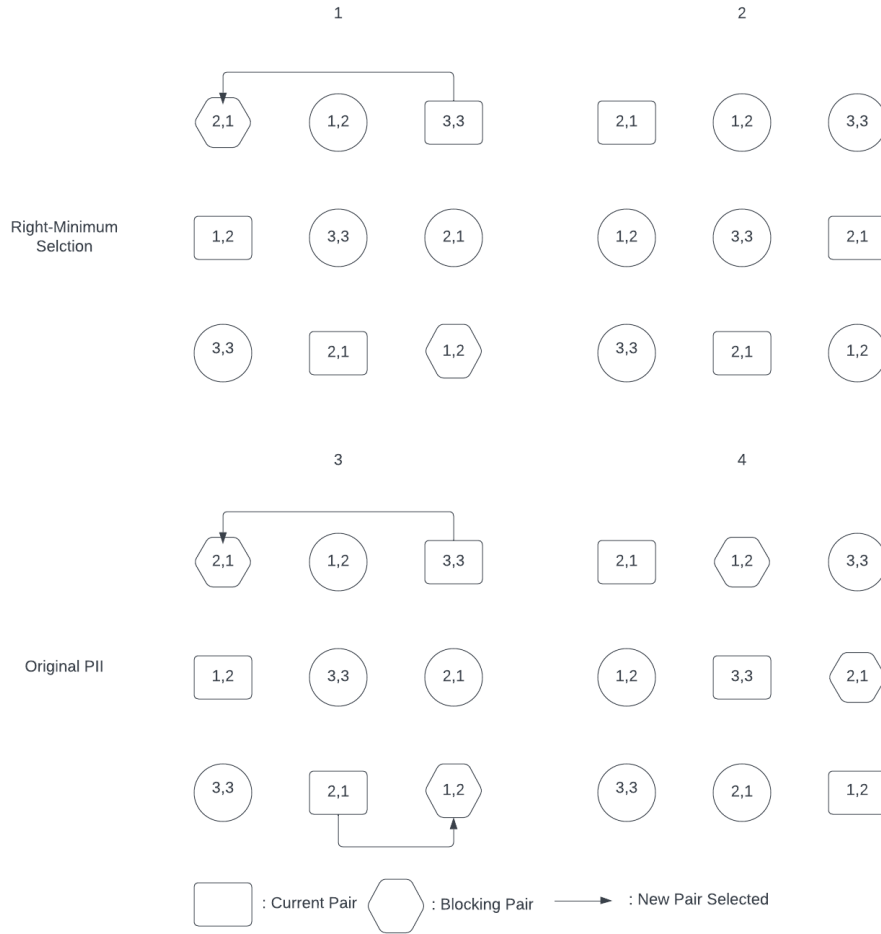 1 2
2,1 1,2 3,3 2,1 1,2 3,3
Right-Minimum
Selction
1,2 3,3 2,1 1,2 3,3 2,1
3,3 2,1 1,2 3,3 2,1 1,2
3 4
2,1 1,2 3,3 2,1 1,2 3,3
Original PII
1,2 3,3 2,1 1,2 3,3 2,1
3,3 2,1 1,2 3,3 2,1 1,2
: Current Pair : Blocking Pair : New Pair Selected